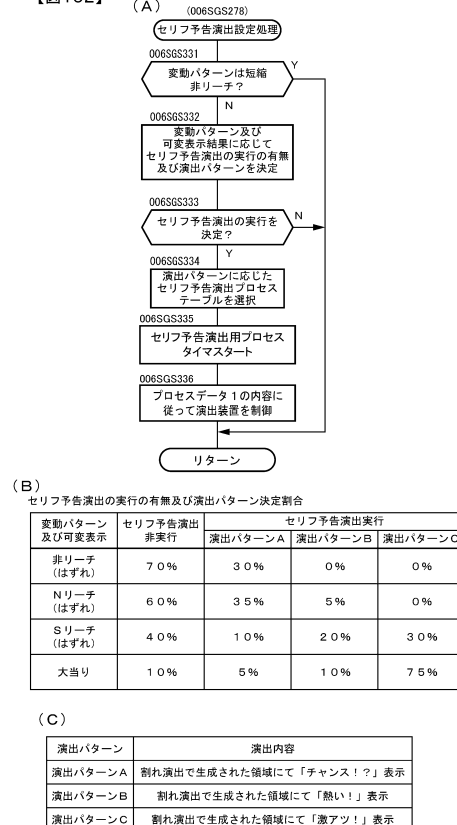 (A)
(006SGS278)
セリフ予告演出設定処理
006SGS331
変動パターンは短縮
非リーチ?
Y
N
006SGS332
変動パターン及び
可変表示結果に応じて
セリフ予告演出の実行の有無
及び演出パターンを決定
006SGS333
セリフ予告演出の実行を
決定?
N
Y
006SGS334
演出パターンに応じた
セリフ予告演出プロセス
テーブルを選択
006SGS335
セリフ予告演出用プロセス
タイマスタート
006SGS336
プロセスデータ1の内容に
従って演出装置を制御
リターン
(B)
セリフ予告演出の実行の有無及び演出パターン決定割合
変動パターン
及び可変表示
セリフ予告演出
非実行
セリフ予告演出実行
演出パターンA 演出パターンB 演出パターンC
非リーチ
(はずれ)
70% 30% 0% 0%
Nリーチ
(はずれ)
60% 35% 5% 0%
Sリーチ
(はずれ)
40% 10% 20% 30%
大当り 10% 5% 10% 75%
(C)
演出パターン 演出内容
演出パターンA 割れ演出で生成された領域にて「チャンス!?」表示
演出パターンB 割れ演出で生成された領域にて「熱い!」表示
演出パターンC 割れ演出で生成された領域にて「激アツ!」表示